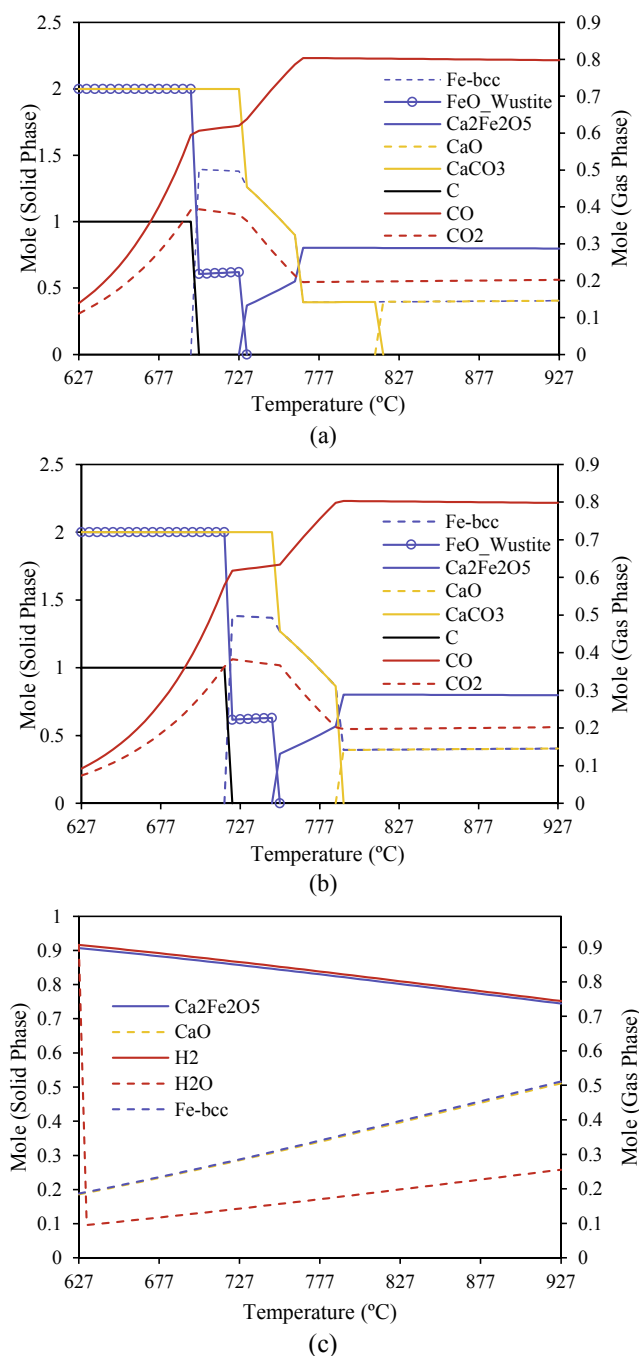 2.5
2
1.5
1
0.5
0
0.9
0.8
0.7
0.6
0.5
0.4
0.3
0.2
0.1
0
Mole (Solid Phase)
Mole (Gas Phase)
Fe-bcc
FeO_Wustite
Ca2Fe2O5
CaO
CaCO3
C
CO
CO2
627 677 727 777 827 877 927
Temperature (ºC)
(a)
2.5
2
1.5
1
0.5
0
0.9
0.8
0.7
0.6
0.5
0.4
0.3
0.2
0.1
0
Mole (Solid Phase)
Mole (Gas Phase)
Fe-bcc
FeO_Wustite
Ca2Fe2O5
CaO
CaCO3
C
CO
CO2
627 677 727 777 827 877 927
Temperature (ºC)
(b)
1
0.9
0.8
0.7
0.6
0.5
0.4
0.3
0.2
0.1
0
0.9
0.8
0.7
0.6
0.5
0.4
0.3
0.2
0.1
0
Mole (Solid Phase)
Mole (Gas Phase)
Ca2Fe2O5
CaO
H2
H2O
Fe-bcc
627 677 727 777 827 877 927
Temperature (ºC)
(c)